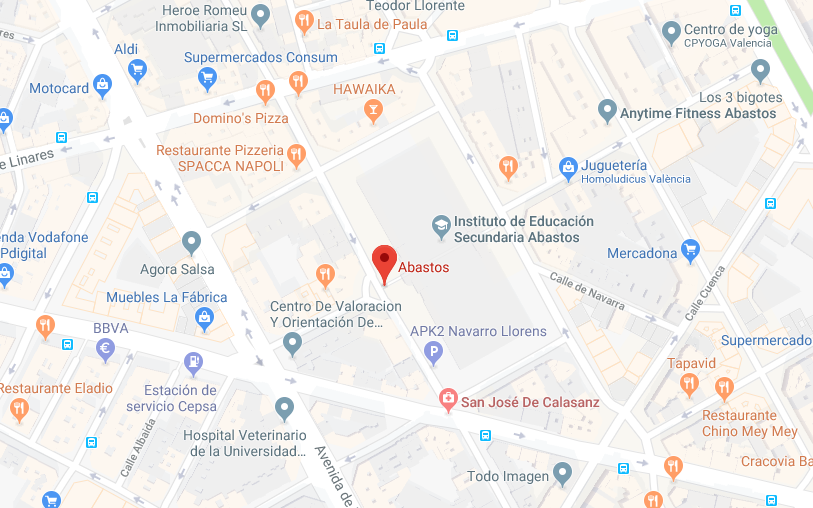 Heroe Romeu
Inmobiliaria SL
Teodor Llorente
La Taula de Paula
Centro de yoga
CPYOGA Valencia
Aldi
Supermercados Consum
Motocard
HAWAIKA
Los 3 bigotes
Domino's Pizza
Anytime Fitness Abastos
Restaurante Pizzeria
SPACCA NAPOLI
e Linares
Juguetería
Homoludicus València
Instituto de Educación
Secundaria Abastos
enda Vodafone
Pdigital
Agora Salsa
Mercadona
Abastos
Calle de Navarra
Calle Cuenca
Muebles La Fábrica
Centro De Valoracion
Y Orientación De...
BBVA
€
APK2 Navarro Llorens
P
Supermercado
Tapavid
Restaurante Eladio
Estación de
servicio Cepsa
San José De Calasanz
Restaurante
Chino Mey Mey
Calle Albaida
Hospital Veterinario
de la Universidad...
Avenida de
Todo Imagen
Cracovia Ba